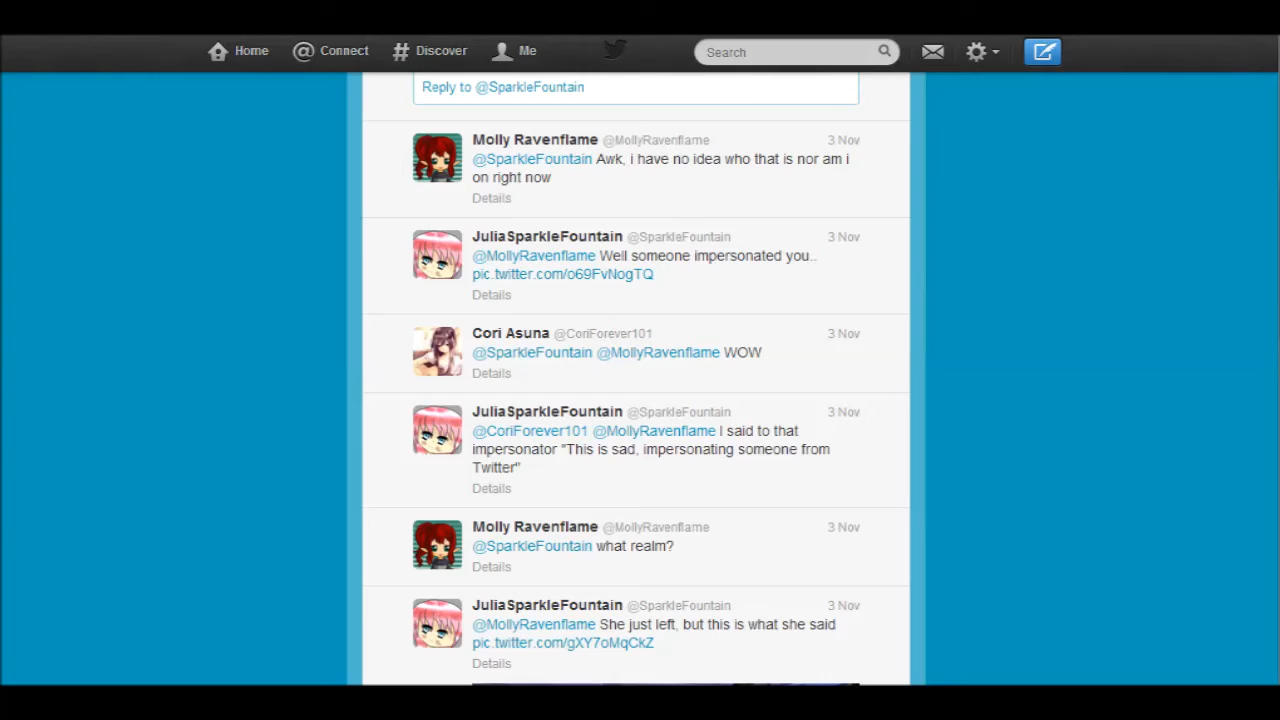 Home Connect Discover Me Search
Reply to @SparkleFountain
Molly Ravenflame @MollyRavenflame 3 Nov
@SparkleFountain Awk, i have no idea who that is nor am i
on right now
Details
JuliaSparkleFountain @SparkleFountain 3 Nov
@MollyRavenflame Well someone impersonated you..
pic.twitter.com/o69FvNogTQ
Details
Cori Asuna @CoriForever101 3 Nov
@SparkleFountain @MollyRavenflame WOW
Details
JuliaSparkleFountain @SparkleFountain 3 Nov
@CoriForever101 @MollyRavenflame I said to that
impersonator "This is sad, impersonating someone from
Twitter"
Details
Molly Ravenflame @MollyRavenflame 3 Nov
@SparkleFountain what realm?
Details
JuliaSparkleFountain @SparkleFountain 3 Nov
@MollyRavenflame She just left, but this is what she said
pic.twitter.com/gXY7oMqCkZ
Details